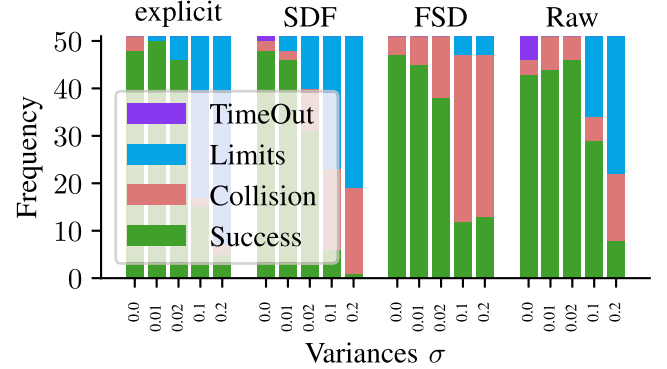 explicit SDF FSD Raw
50
40
30
20
10
0
Frequency
TimeOut
Limits
Collision
Success
0.0 0.01 0.02 0.1 0.2 0.0 0.01 0.02 0.1 0.2 0.0 0.01 0.02 0.1 0.2 0.0 0.01 0.02 0.1 0.2
Variances σ